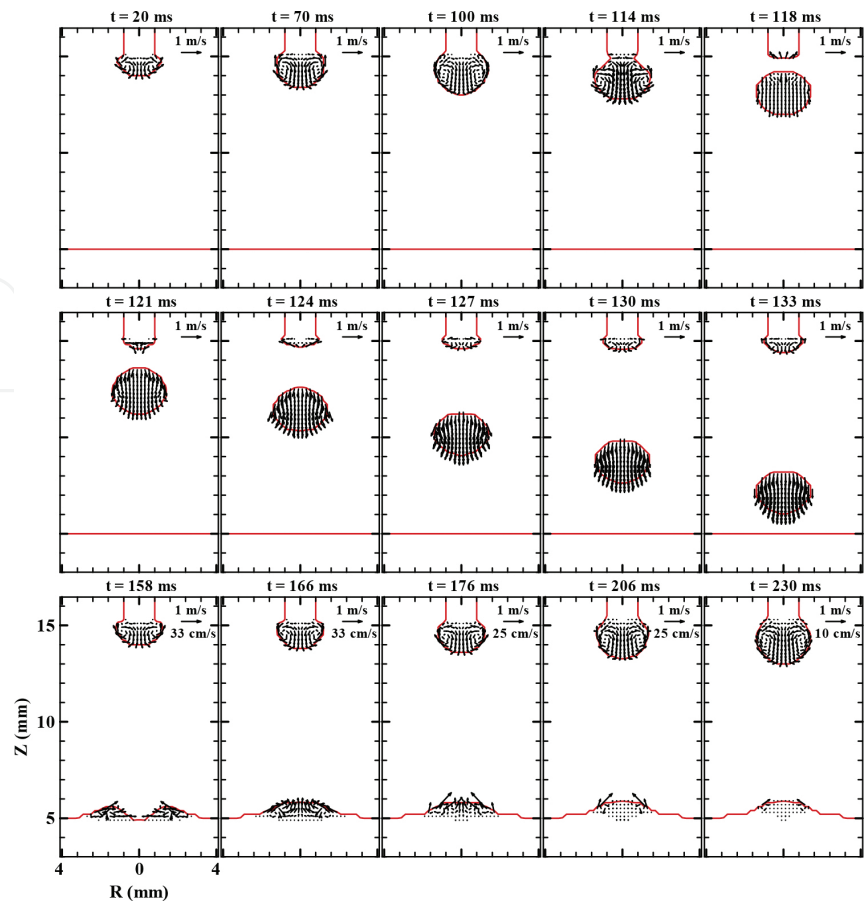 t = 20 ms t = 70 ms t = 100 ms t = 114 ms t = 118 ms
1 m/s 1 m/s 1 m/s 1 m/s 1 m/s
t = 121 ms t = 124 ms t = 127 ms t = 130 ms t = 133 ms
1 m/s 1 m/s 1 m/s 1 m/s 1 m/s
t = 158 ms t = 166 ms t = 176 ms t = 206 ms t = 230 ms
1 m/s 1 m/s 1 m/s 1 m/s 1 m/s
15 33 cm/s 33 cm/s 25 cm/s 25 cm/s 10 cm/s
10
Z (mm)
5
4 0 4
R (mm)